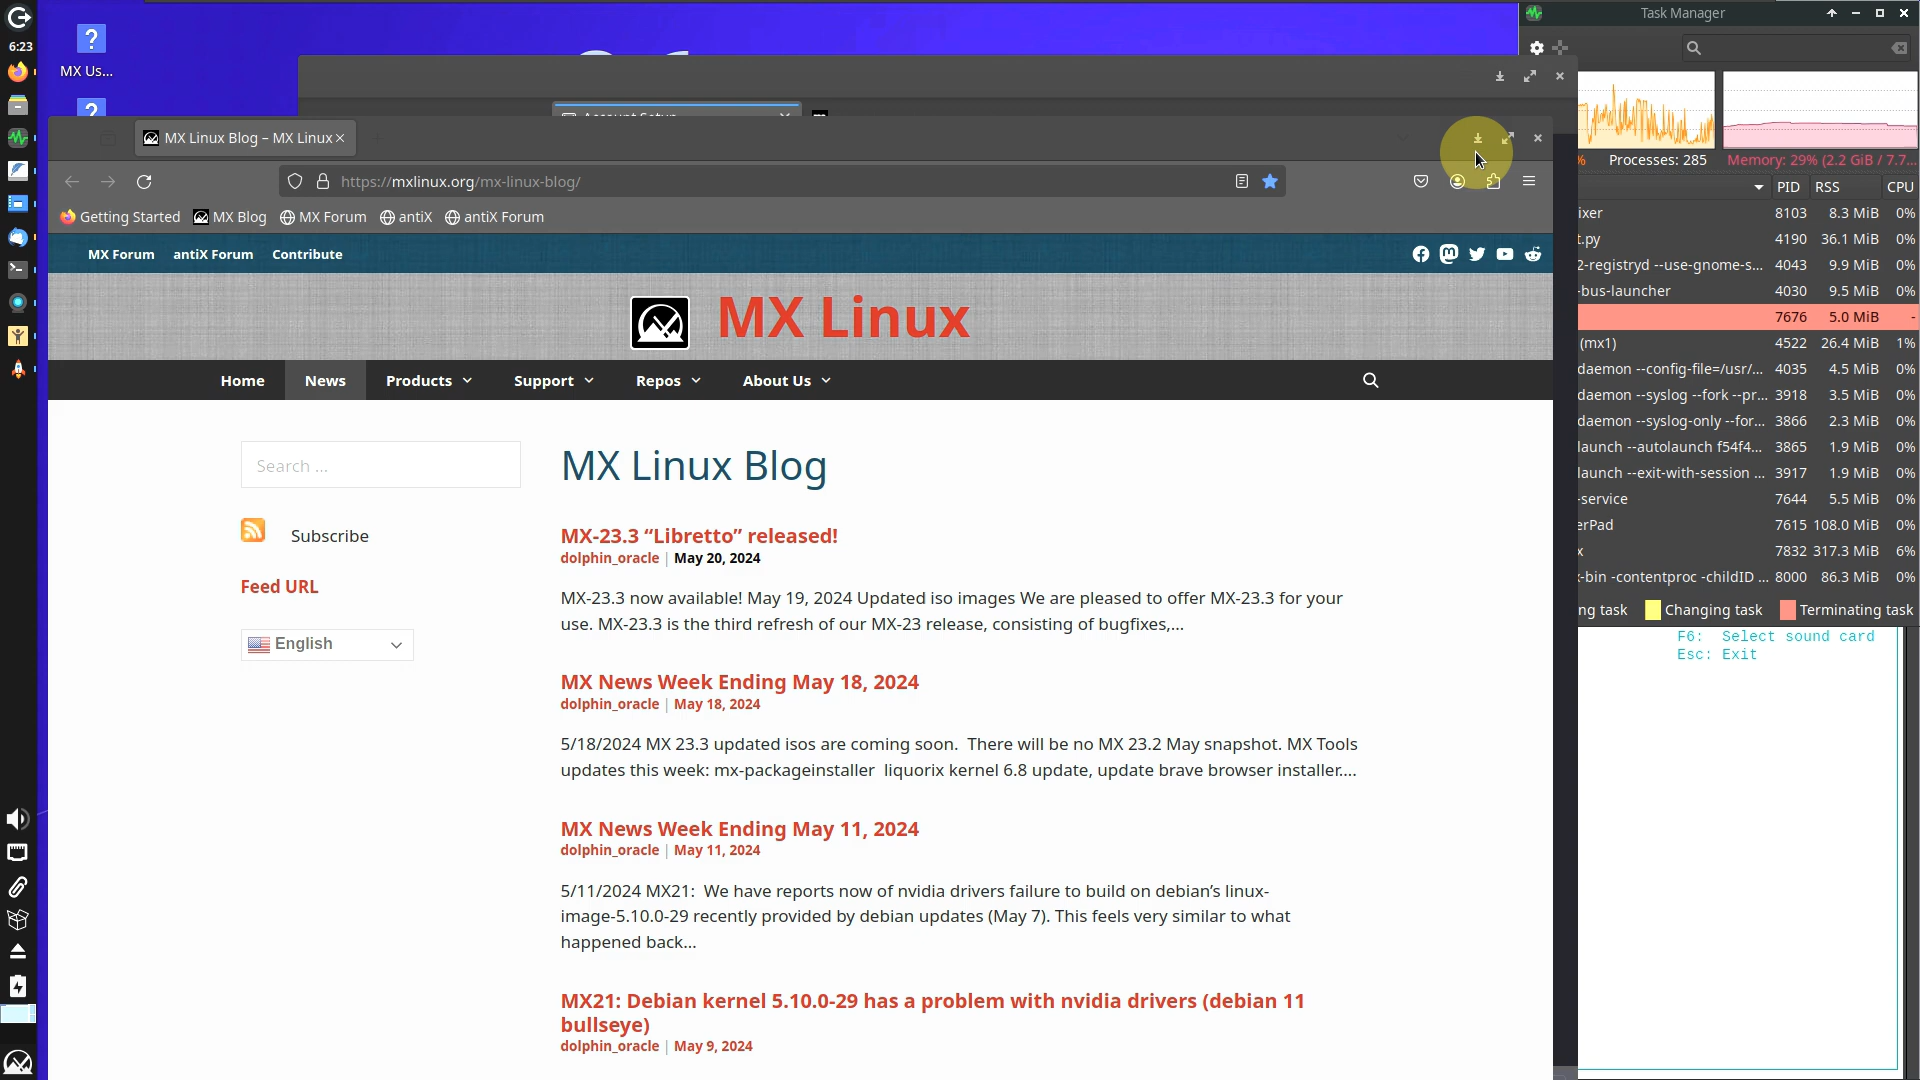 6:23
MX Us...
MX Linux Blog – MX Linux
https://mxlinux.org/mx-linux-blog/
Getting Started MX Blog MX Forum antiX antiX Forum
MX Forum antiX Forum Contribute
MX Linux
Home News Products Support Repos About Us
Search ...
Subscribe
Feed URL
English
MX Linux Blog
MX-23.3 “Libretto” released!
dolphin_oracle | May 20, 2024
MX-23.3 now available! May 19, 2024 Updated iso images We are pleased to offer MX-23.3 for your
use. MX-23.3 is the third refresh of our MX-23 release, consisting of bugfixes,...
MX News Week Ending May 18, 2024
dolphin_oracle | May 18, 2024
5/18/2024 MX 23.3 updated isos are coming soon.  There will be no MX 23.2 May snapshot. MX Tools
updates this week: mx-packageinstaller  liquorix kernel 6.8 update, update brave browser installer....
MX News Week Ending May 11, 2024
dolphin_oracle | May 11, 2024
5/11/2024 MX21:  We have reports now of nvidia drivers failure to build on debian’s linux-
image-5.10.0-29 recently provided by debian updates (May 7). This feels very similar to what
happened back...
MX21: Debian kernel 5.10.0-29 has a problem with nvidia drivers (debian 11
bullseye)
dolphin_oracle | May 9, 2024
Task Manager
% Processes: 285 Memory: 29% (2.2 GiB / 7.7...
PID RSS CPU
ixer 8103 8.3 MiB 0%
t.py 4190 36.1 MiB 0%
2-registryd --use-gnome-s... 4043 9.9 MiB 0%
-bus-launcher 4030 9.5 MiB 0%
7676 5.0 MiB -
(mx1) 4522 26.4 MiB 1%
daemon --config-file=/usr/... 4035 4.5 MiB 0%
daemon --syslog --fork --pr... 3918 3.5 MiB 0%
daemon --syslog-only --for... 3866 2.3 MiB 0%
launch --autolaunch f54f4... 3865 1.9 MiB 0%
launch --exit-with-session ... 3917 1.9 MiB 0%
-service 7644 5.5 MiB 0%
erPad 7615 108.0 MiB 0%
x 7832 317.3 MiB 6%
x-bin -contentproc -childID ... 8000 86.3 MiB 0%
ng task Changing task Terminating task
F6: Select sound card
Esc: Exit